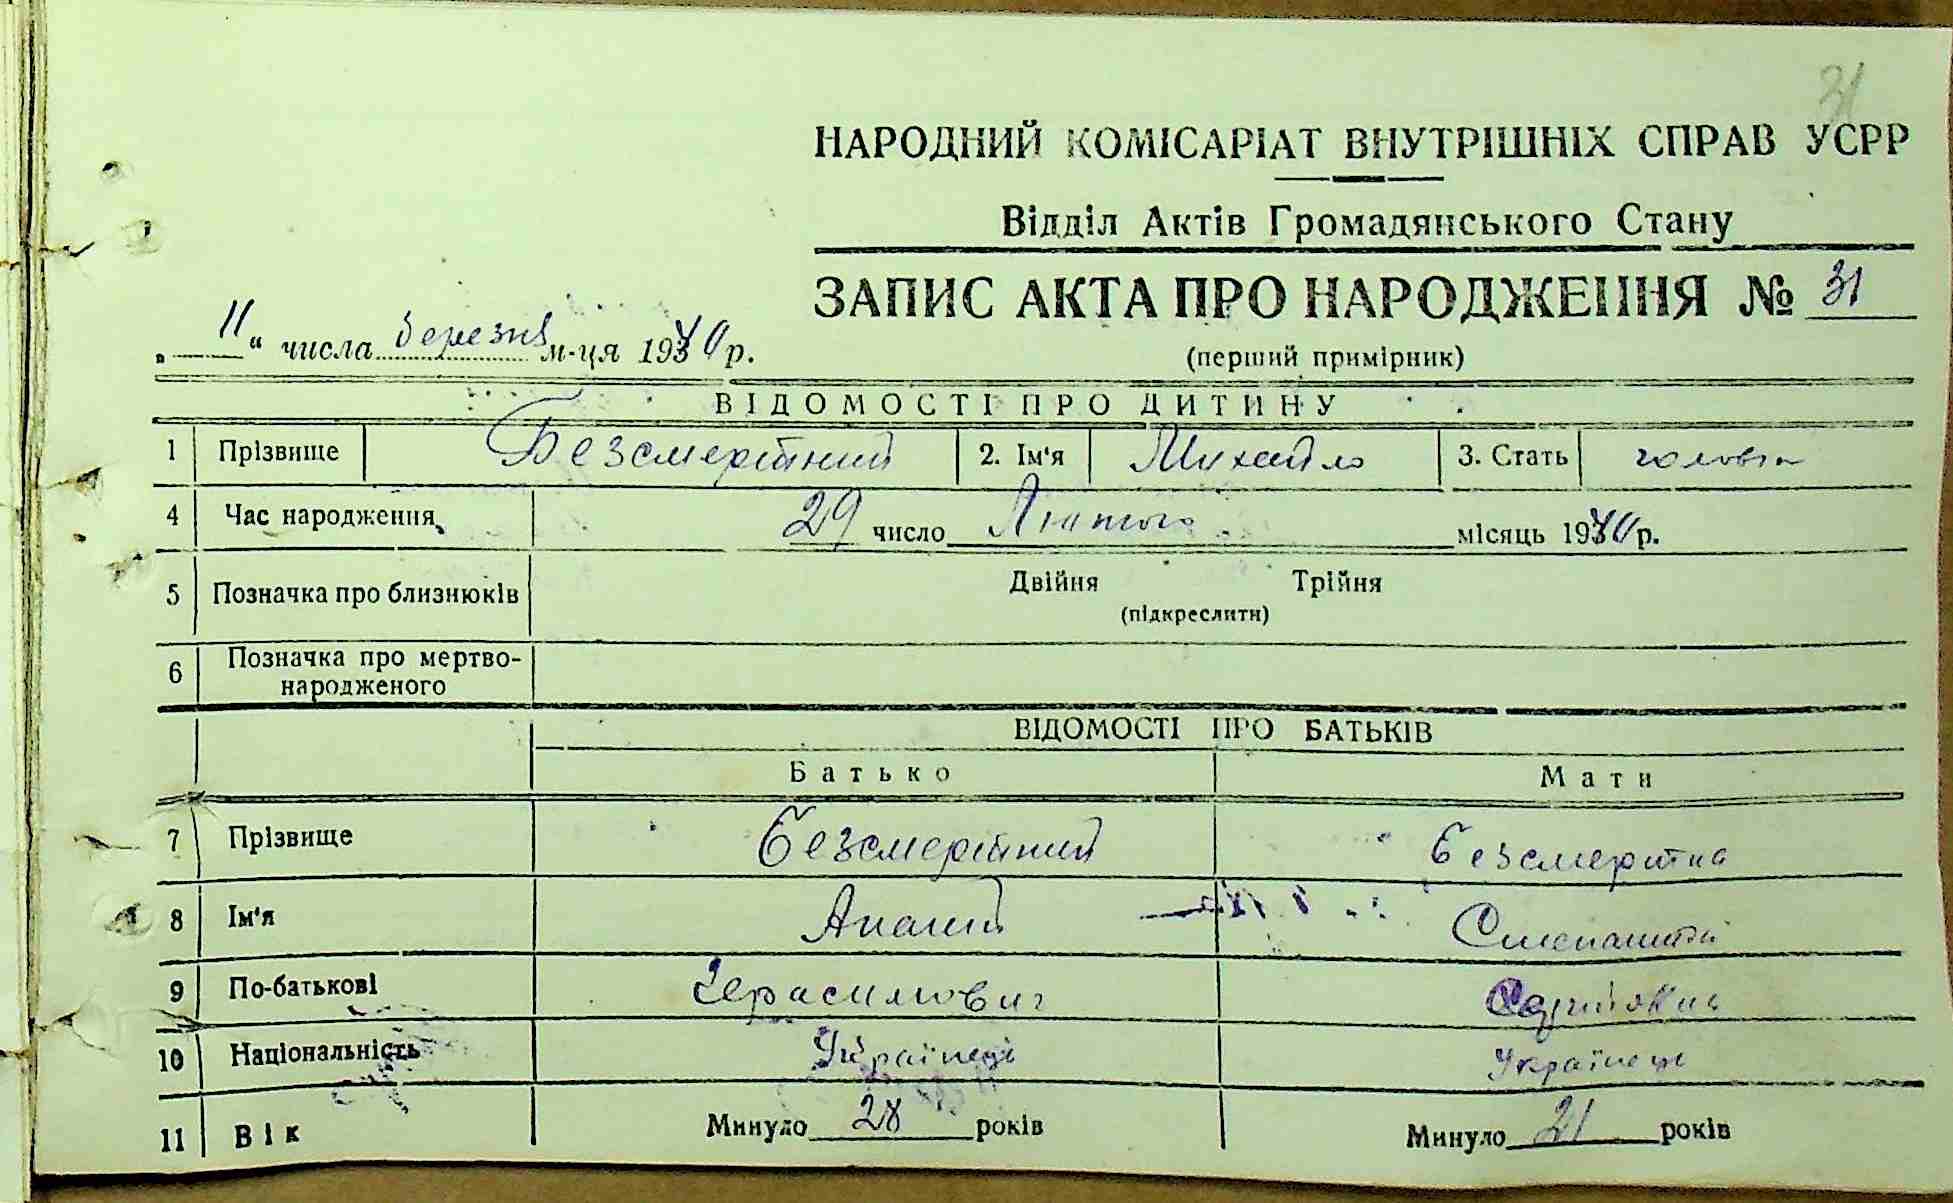 31
НАРОДНИЙ КОМІСАРІАТ ВНУТРІШНІХ СПРАВ УСРР
Відділ Актів Громадянського Стану
ЗАПИС АКТА ПРО НАРОДЖЕННЯ № 31
(перший примірник)
„11“ числа березня м-ця 1940 р.
ВІДОМОСТІ ПРО ДИТИНУ
1 Прізвище Безсмертний 2. Ім'я Михайло 3. Стать
4 Час народження 29 число Лютого місяць 1940 р.
5 Позначка про близнюків Двійня Трійня
(підкреслити)
6 Позначка про мертво-
народженого
ВІДОМОСТІ ПРО БАТЬКІВ
Батько Мати
7 Прізвище Безсмертний Безсмертна
8 Ім'я
9 По-батькові Герасимович
10 Національність Українець Українець
11 Вік Минуло 28 років Минуло 21 років